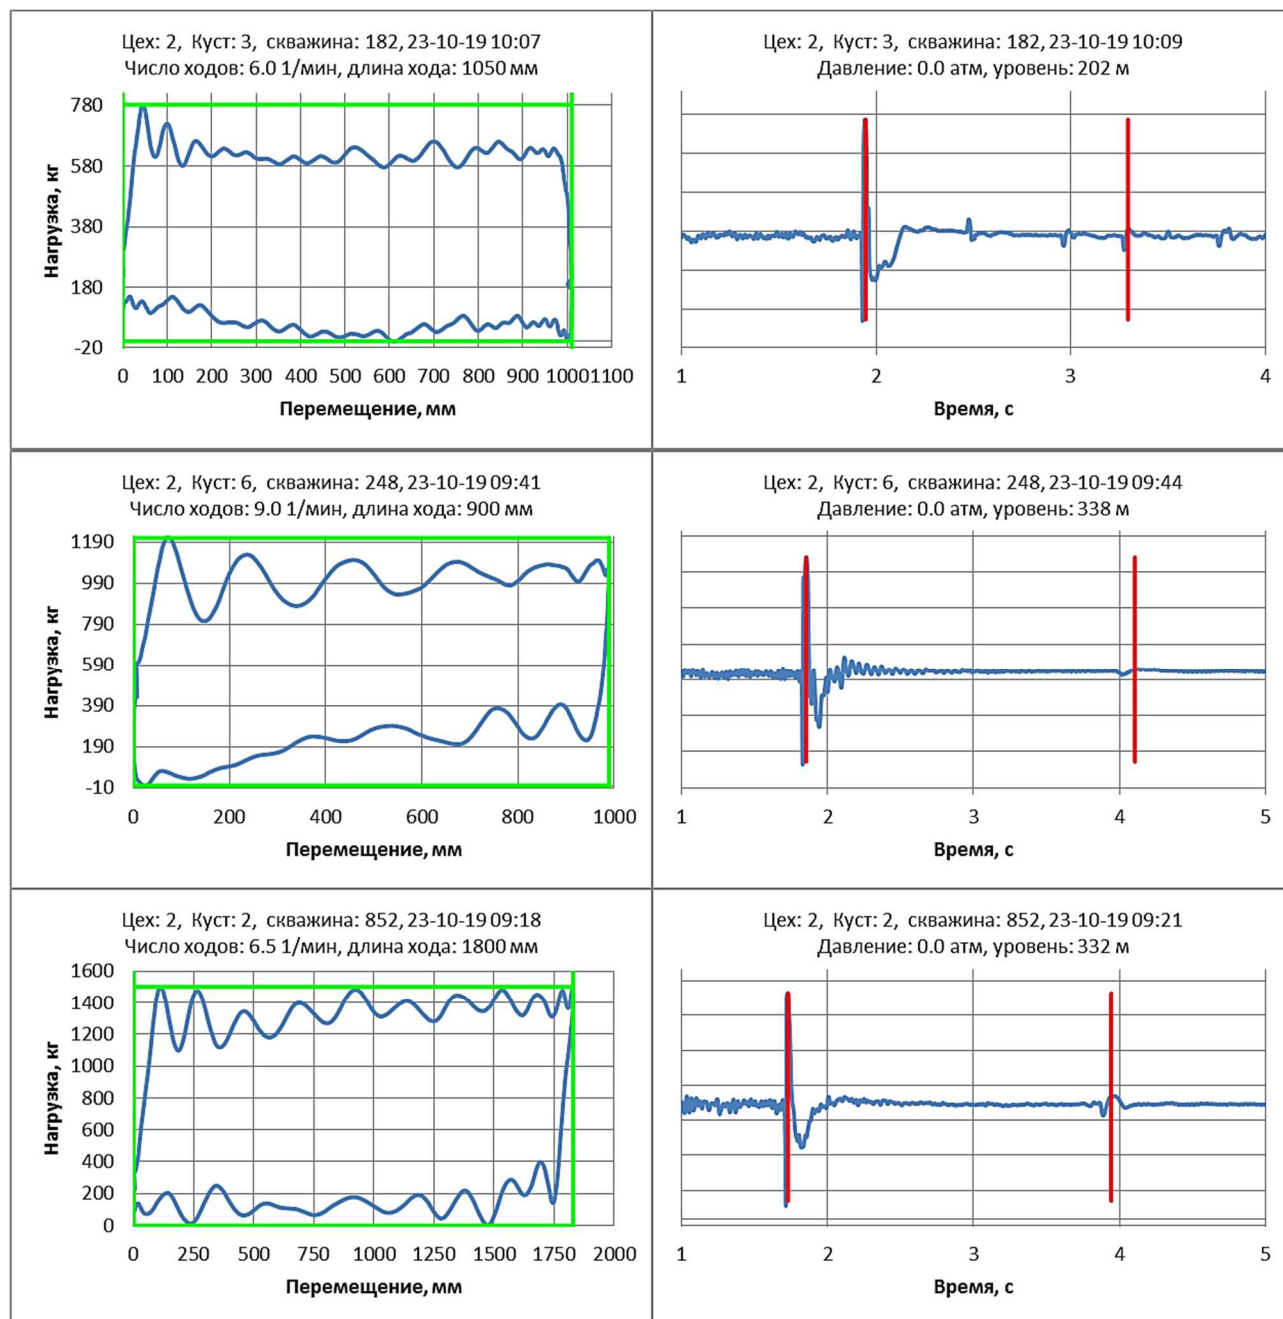 Цех: 2, Куст: 3, скважина: 182, 23-10-19 10:07
Число ходов: 6.0 1/мин, длина хода: 1050 мм
780
580
380
180
-20
Нагрузка, кг
0 100 200 300 400 500 600 700 800 900 1000 1100
Перемещение, мм
Цех: 2, Куст: 3, скважина: 182, 23-10-19 10:09
Давление: 0.0 атм, уровень: 202 м
1 2 3 4
Время, с
Цех: 2, Куст: 6, скважина: 248, 23-10-19 09:41
Число ходов: 9.0 1/мин, длина хода: 900 мм
1190
990
790
590
390
190
-10
Нагрузка, кг
0 200 400 600 800 1000
Перемещение, мм
Цех: 2, Куст: 6, скважина: 248, 23-10-19 09:44
Давление: 0.0 атм, уровень: 338 м
1 2 3 4 5
Время, с
Цех: 2, Куст: 2, скважина: 852, 23-10-19 09:18
Число ходов: 6.5 1/мин, длина хода: 1800 мм
1600
1400
1200
1000
800
600
400
200
0
Нагрузка, кг
0 250 500 750 1000 1250 1500 1750 2000
Перемещение, мм
Цех: 2, Куст: 2, скважина: 852, 23-10-19 09:21
Давление: 0.0 атм, уровень: 332 м
1 2 3 4 5
Время, с